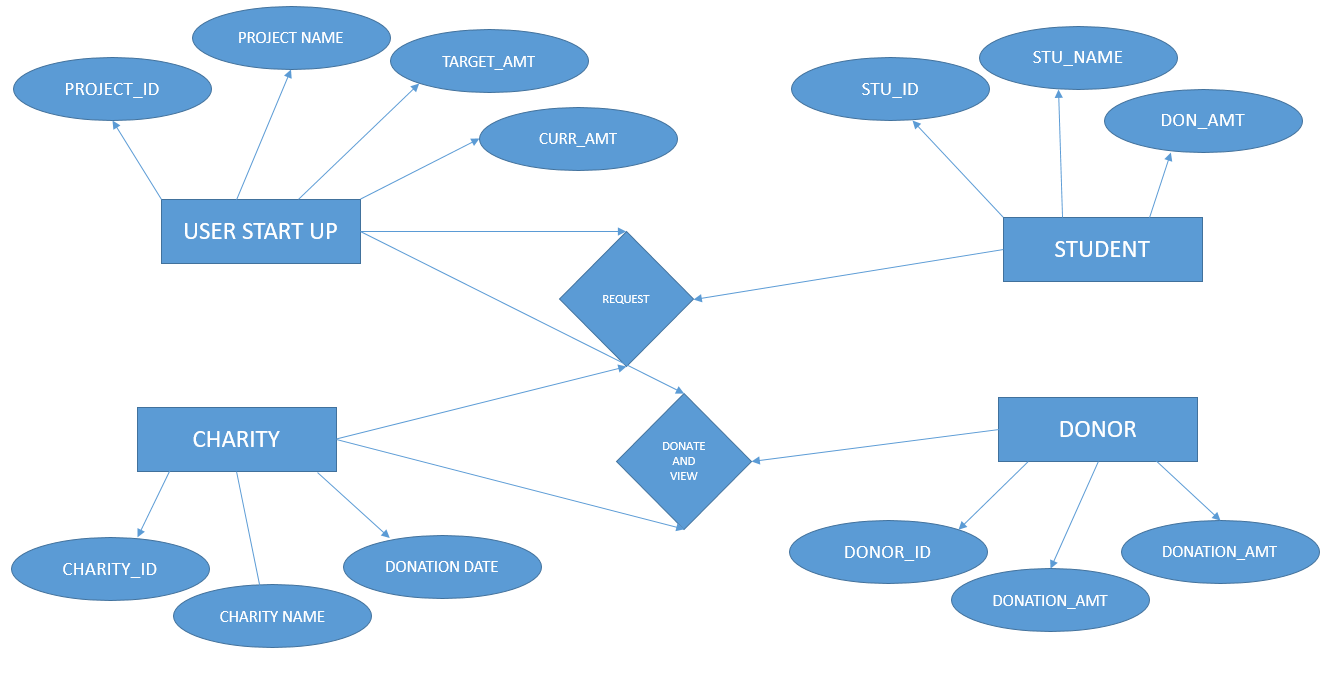 PROJECT NAME
PROJECT_ID
TARGET_AMT
CURR_AMT
USER START UP
STU_NAME
STU_ID
DON_AMT
STUDENT
REQUEST
CHARITY
DONATE
AND
VIEW
DONOR
CHARITY_ID
CHARITY NAME
DONATION DATE
DONOR_ID
DONATION_AMT
DONATION_AMT